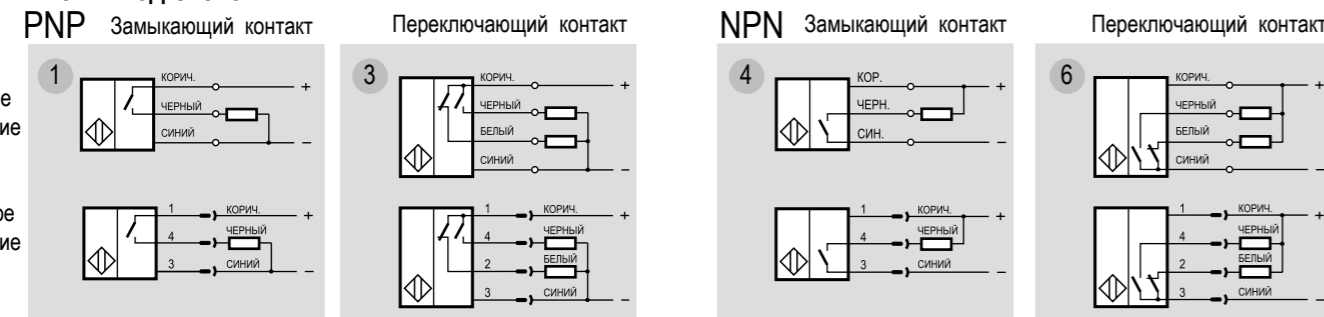 PNP Замыкающий контакт
Переключающий контакт
NPN Замыкающий контакт
Переключающий контакт
1
КОРИЧ.
+
ЧЕРНЫЙ
СИНИЙ
–
1
КОРИЧ.
+
4
ЧЕРНЫЙ
3
СИНИЙ
–
3
КОРИЧ.
+
ЧЕРНЫЙ
БЕЛЫЙ
СИНИЙ
–
1
КОРИЧ.
+
4
ЧЕРНЫЙ
2
БЕЛЫЙ
3
СИНИЙ
–
4
КОР.
+
ЧЕРН.
СИН.
–
1
КОРИЧ.
+
4
ЧЕРНЫЙ
3
СИНИЙ
–
6
КОРИЧ.
+
ЧЕРНЫЙ
БЕЛЫЙ
СИНИЙ
–
1
КОРИЧ.
+
4
ЧЕРНЫЙ
2
БЕЛЫЙ
3
СИНИЙ
–